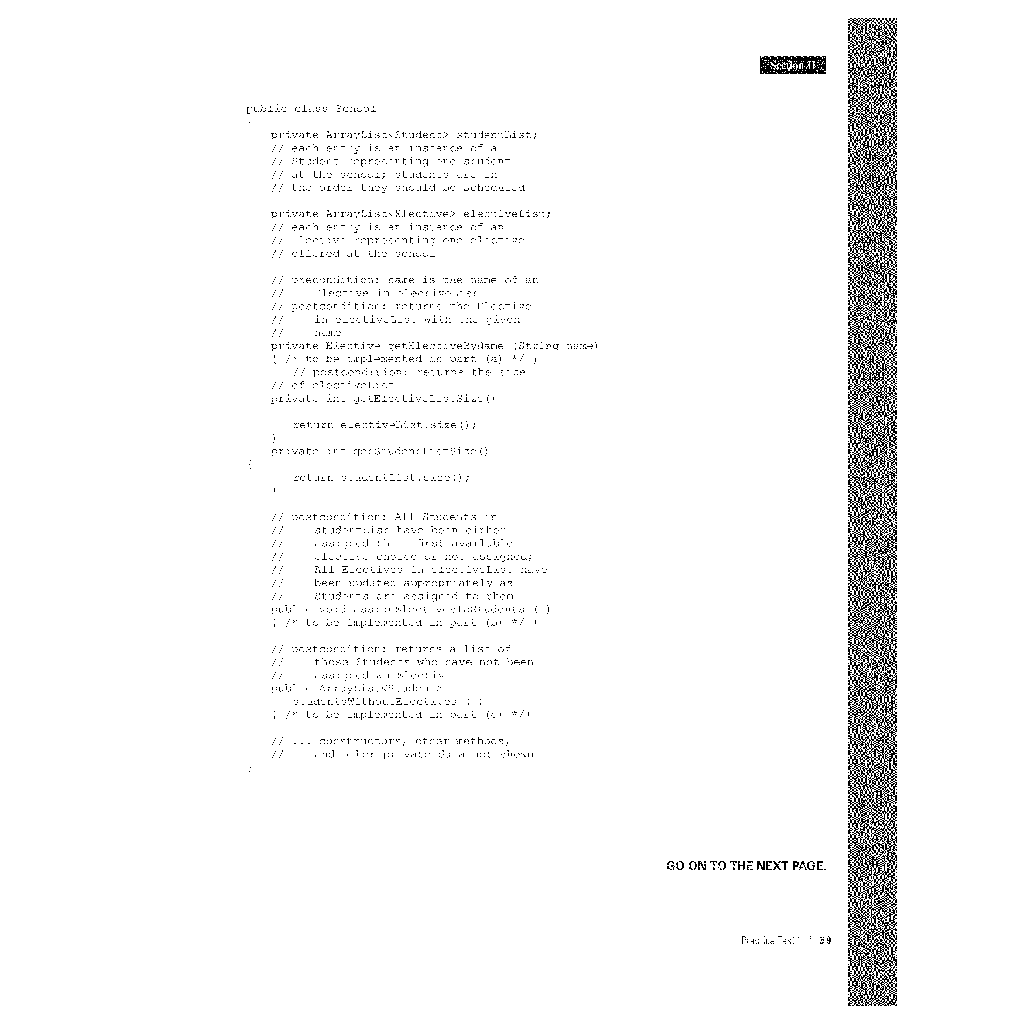 Section II
public class
{
private ArrayList<Student> studentList;
// each entry is an instance of a
// Student representing one student
// at the school; students are in
// the order they should be scheduled
private ArrayList<Elective> electiveList;
// each entry is an instance of an
// Elective representing one elective
// offered at the school
// precondition: name is the name of an
// Elective in electiveList
// postcondition: returns the Elective
// in electiveList with the given
// name
private Elective getElectiveByName (String name)
{ /* to be implemented in part (a) */ }
// postcondition: returns the size
// of electiveList
private int getElectiveListSize()
return electiveList.size();
}
private int getStudentListSize()
{
return studentList.size();
}
// postcondition: All Students in
// studentList have been either
// assigned their first available
// elective choice or not assigned;
// All Electives in electiveList have
// been updated appropriately as
// Students are assigned to them
public void assignElectivesToStudents ( )
{ /* to be implemented in part (b) */ }
// postcondition: returns a list of
// those Students who have not been
// assigned an Elective
public ArrayList<Student>
studentsWithoutElectives ( )
{ /* to be implemented in part (c) */}
// ... constructors, other methods,
// and other private data not shown
}
GO ON TO THE NEXT PAGE.
Practice Test 39